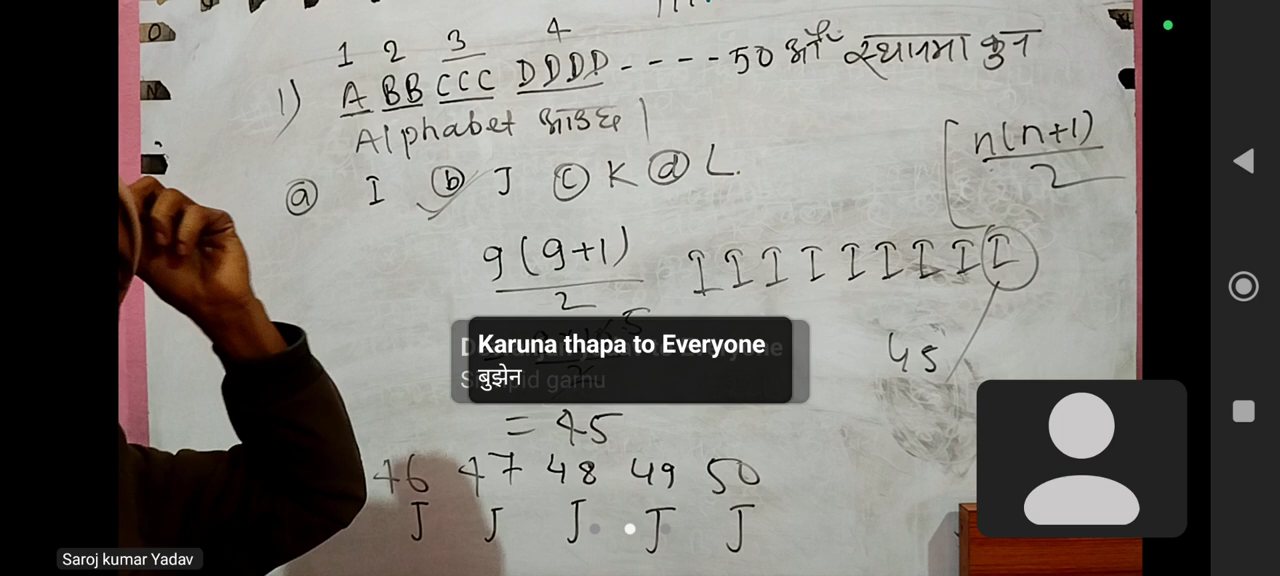 1 2 3 4
1) A BB CCC DDDD - - - - 50 औं स्थानमा कुन
Alphabet आउछ |
n(n+1)
2
ⓐ I ⓑ J ⓒ K ⓓ L.
9(9+1)
2
I I I I I I I I I
45
Karuna thapa to Everyone
बुझेन
= 45
46 47 48 49 50
J J J J J
Saroj kumar Yadav